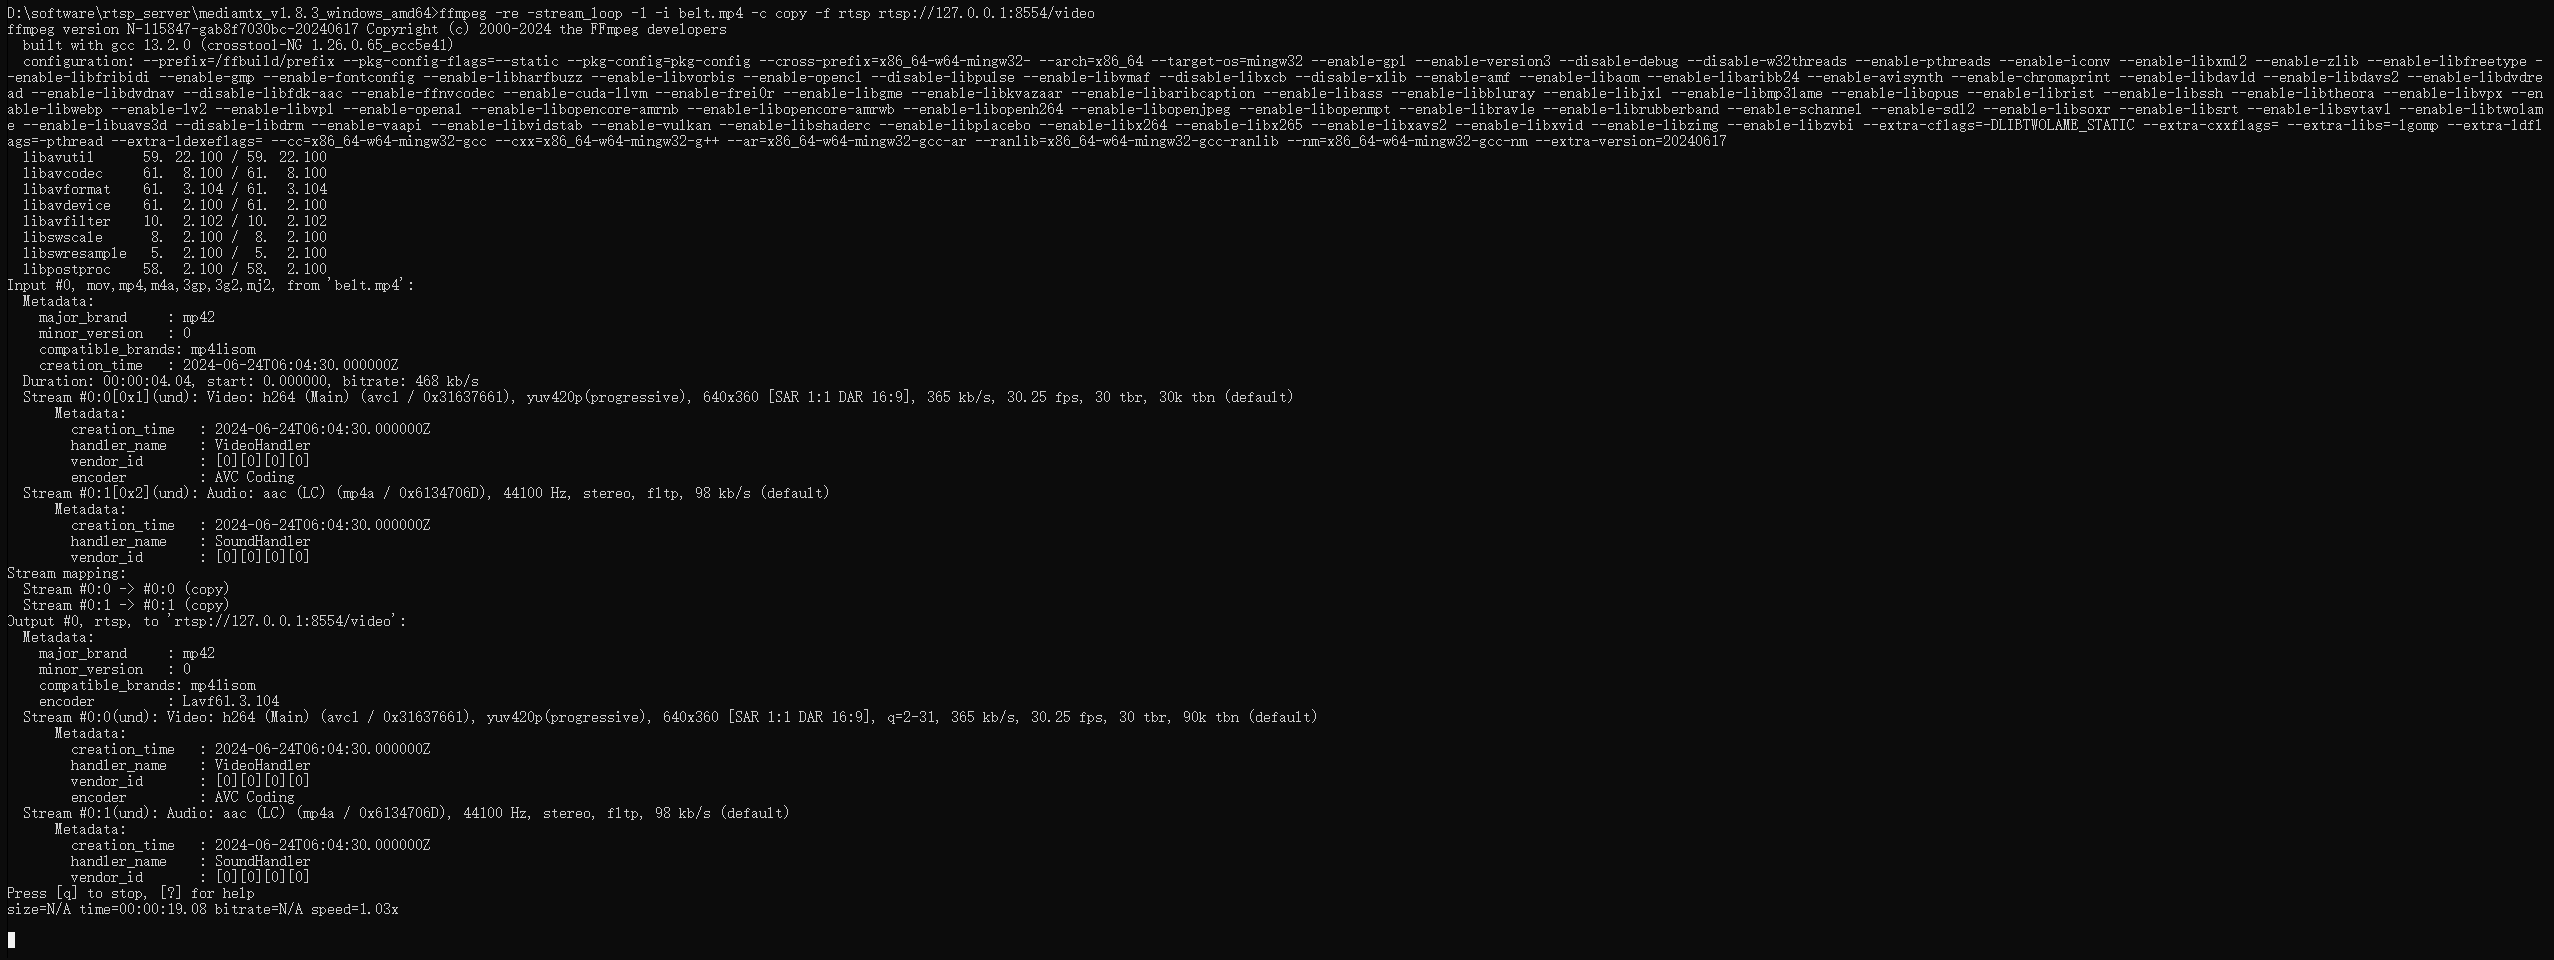 D:\software\rtsp_server\mediamtx_v1.8.3_windows_amd64>ffmpeg -re -stream_loop -1 -i belt.mp4 -c copy -f rtsp rtsp://127.0.0.1:8554/video
ffmpeg version N-115847-gab8f7030bc-20240617 Copyright (c) 2000-2024 the FFmpeg developers
  built with gcc 13.2.0 (crosstool-NG 1.26.0.65_ecc5e41)
  configuration: --prefix=/ffbuild/prefix --pkg-config-flags=--static --pkg-config=pkg-config --cross-prefix=x86_64-w64-mingw32- --arch=x86_64 --target-os=mingw32 --enable-gpl --enable-version3 --disable-debug --disable-w32threads --enable-pthreads --enable-iconv --enable-libxml2 --enable-zlib --enable-libfreetype -
-enable-libfribidi --enable-gmp --enable-fontconfig --enable-libharfbuzz --enable-libvorbis --enable-opencl --disable-libpulse --enable-libvmaf --disable-libxcb --disable-xlib --enable-amf --enable-libaom --enable-libaribb24 --enable-avisynth --enable-chromaprint --enable-libdav1d --enable-libdavs2 --enable-libdvdre
ad --enable-libdvdnav --disable-libfdk-aac --enable-ffnvcodec --enable-cuda-llvm --enable-frei0r --enable-libgme --enable-libkvazaar --enable-libaribcaption --enable-libass --enable-libbluray --enable-libjxl --enable-libmp3lame --enable-libopus --enable-librist --enable-libssh --enable-libtheora --enable-libvpx --en
able-libwebp --enable-lv2 --enable-libvpl --enable-openal --enable-libopencore-amrnb --enable-libopencore-amrwb --enable-libopenh264 --enable-libopenjpeg --enable-libopenmpt --enable-librav1e --enable-librubberband --enable-schannel --enable-sdl2 --enable-libsoxr --enable-libsrt --enable-libsvtav1 --enable-libtwolam
e --enable-libuavs3d --disable-libdrm --enable-vaapi --enable-libvidstab --enable-vulkan --enable-libshaderc --enable-libplacebo --enable-libx264 --enable-libx265 --enable-libxavs2 --enable-libxvid --enable-libzimg --enable-libzvbi --extra-cflags=-DLIBTWOLAME_STATIC --extra-cxxflags= --extra-libs=-lgomp --extra-ldfl
ags=-pthread --extra-ldexeflags= --cc=x86_64-w64-mingw32-gcc --cxx=x86_64-w64-mingw32-g++ --ar=x86_64-w64-mingw32-gcc-ar --ranlib=x86_64-w64-mingw32-gcc-ranlib --nm=x86_64-w64-mingw32-gcc-nm --extra-version=20240617
  libavutil      59. 22.100 / 59. 22.100
  libavcodec     61.  8.100 / 61.  8.100
  libavformat    61.  3.104 / 61.  3.104
  libavdevice    61.  2.100 / 61.  2.100
  libavfilter    10.  2.102 / 10.  2.102
  libswscale      8.  2.100 /  8.  2.100
  libswresample   5.  2.100 /  5.  2.100
  libpostproc    58.  2.100 / 58.  2.100
Input #0, mov,mp4,m4a,3gp,3g2,mj2, from 'belt.mp4':
  Metadata:
    major_brand     : mp42
    minor_version   : 0
    compatible_brands: mp41isom
    creation_time   : 2024-06-24T06:04:30.000000Z
  Duration: 00:00:04.04, start: 0.000000, bitrate: 468 kb/s
  Stream #0:0[0x1](und): Video: h264 (Main) (avc1 / 0x31637661), yuv420p(progressive), 640x360 [SAR 1:1 DAR 16:9], 365 kb/s, 30.25 fps, 30 tbr, 30k tbn (default)
      Metadata:
        creation_time   : 2024-06-24T06:04:30.000000Z
        handler_name    : VideoHandler
        vendor_id       : [0][0][0][0]
        encoder         : AVC Coding
  Stream #0:1[0x2](und): Audio: aac (LC) (mp4a / 0x6134706D), 44100 Hz, stereo, fltp, 98 kb/s (default)
      Metadata:
        creation_time   : 2024-06-24T06:04:30.000000Z
        handler_name    : SoundHandler
        vendor_id       : [0][0][0][0]
Stream mapping:
  Stream #0:0 -> #0:0 (copy)
  Stream #0:1 -> #0:1 (copy)
Output #0, rtsp, to 'rtsp://127.0.0.1:8554/video':
  Metadata:
    major_brand     : mp42
    minor_version   : 0
    compatible_brands: mp41isom
    encoder         : Lavf61.3.104
  Stream #0:0(und): Video: h264 (Main) (avc1 / 0x31637661), yuv420p(progressive), 640x360 [SAR 1:1 DAR 16:9], q=2-31, 365 kb/s, 30.25 fps, 30 tbr, 90k tbn (default)
      Metadata:
        creation_time   : 2024-06-24T06:04:30.000000Z
        handler_name    : VideoHandler
        vendor_id       : [0][0][0][0]
        encoder         : AVC Coding
  Stream #0:1(und): Audio: aac (LC) (mp4a / 0x6134706D), 44100 Hz, stereo, fltp, 98 kb/s (default)
      Metadata:
        creation_time   : 2024-06-24T06:04:30.000000Z
        handler_name    : SoundHandler
        vendor_id       : [0][0][0][0]
Press [q] to stop, [?] for help
size=N/A time=00:00:19.08 bitrate=N/A speed=1.03x